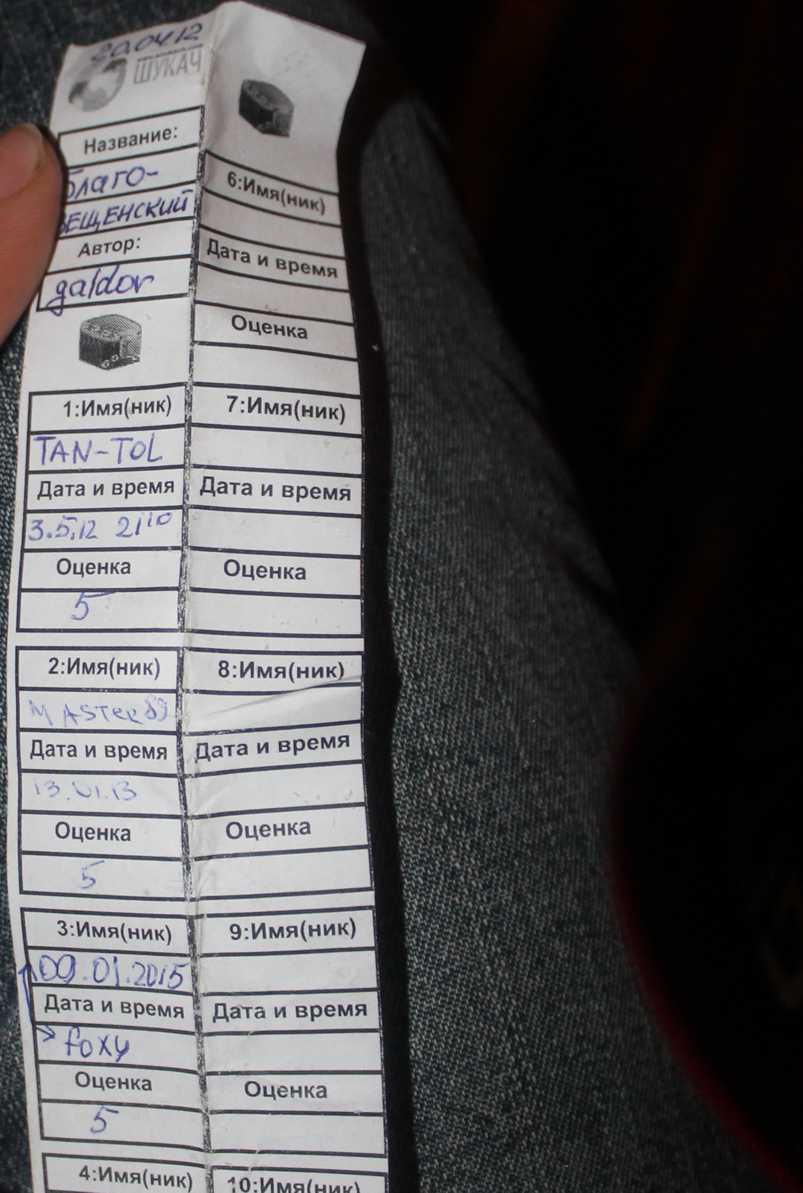 20.04.12
ШУКАЧ
Название:
Благо-
вещенский
Автор:
galdor
1:Имя(ник)
TAN-TOL
Дата и время
3.5.12 21¹⁰
Оценка
5
2:Имя(ник)
MASTER89
Дата и время
13.01.13
Оценка
5
3:Имя(ник)
09.01.2015
Дата и время
foxy
Оценка
5
4:Имя(ник)
6:Имя(ник)
Дата и время
Оценка
7:Имя(ник)
Дата и время
Оценка
8:Имя(ник)
Дата и время
Оценка
9:Имя(ник)
Дата и время
Оценка
10:Имя(ник)